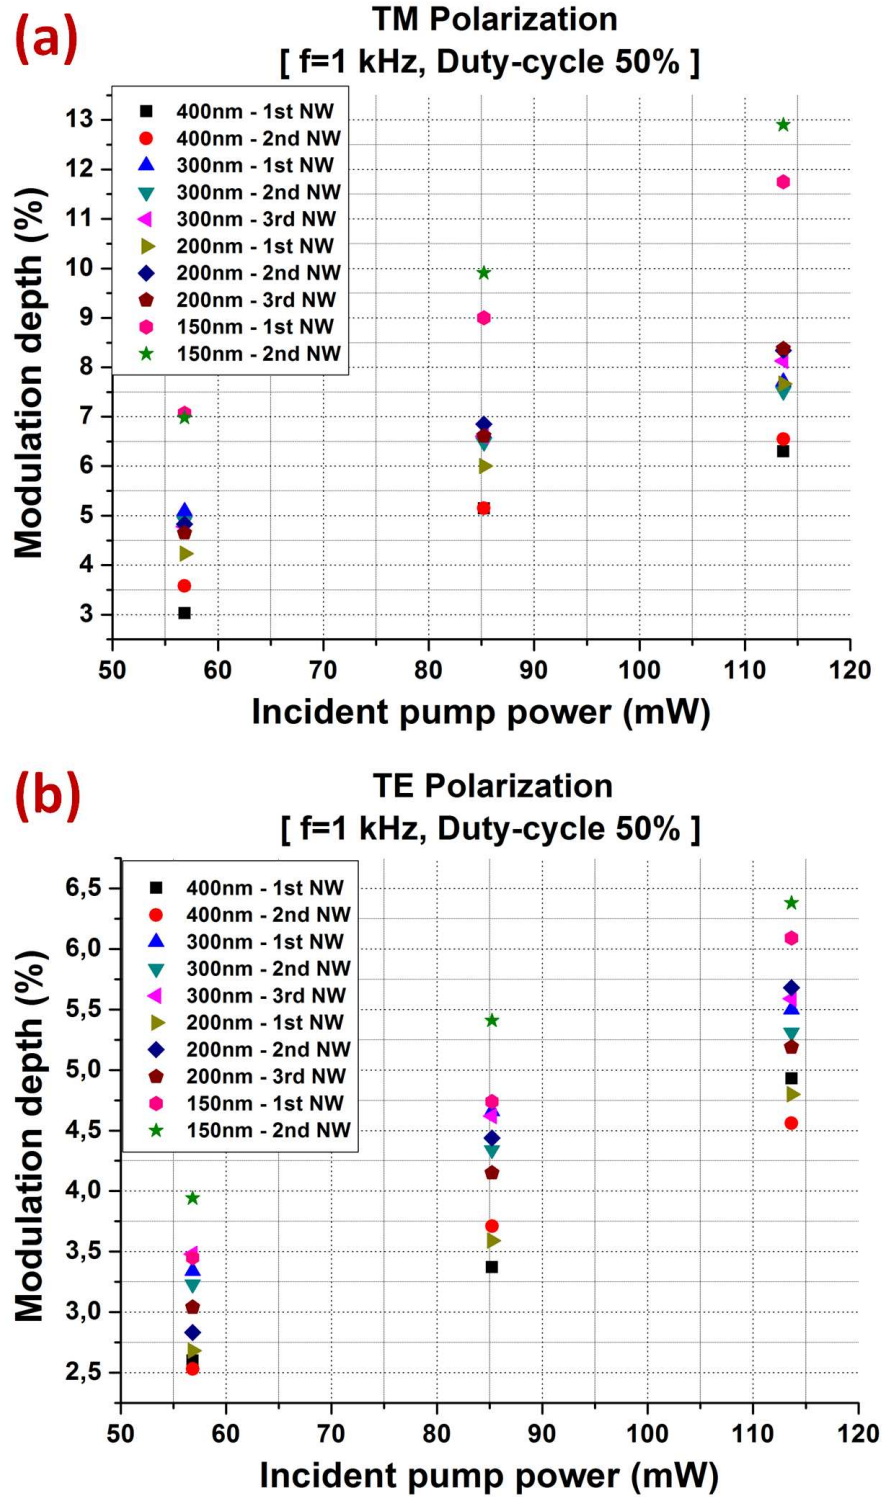 (a)
TM Polarization
[ f=1 kHz, Duty-cycle 50% ]
Modulation depth (%)
13
12
11
10
9
8
7
6
5
4
3
400nm - 1st NW
400nm - 2nd NW
300nm - 1st NW
300nm - 2nd NW
300nm - 3rd NW
200nm - 1st NW
200nm - 2nd NW
200nm - 3rd NW
150nm - 1st NW
150nm - 2nd NW
50 60 70 80 90 100 110 120
Incident pump power (mW)
(b)
TE Polarization
[ f=1 kHz, Duty-cycle 50% ]
Modulation depth (%)
6,5
6,0
5,5
5,0
4,5
4,0
3,5
3,0
2,5
400nm - 1st NW
400nm - 2nd NW
300nm - 1st NW
300nm - 2nd NW
300nm - 3rd NW
200nm - 1st NW
200nm - 2nd NW
200nm - 3rd NW
150nm - 1st NW
150nm - 2nd NW
50 60 70 80 90 100 110 120
Incident pump power (mW)